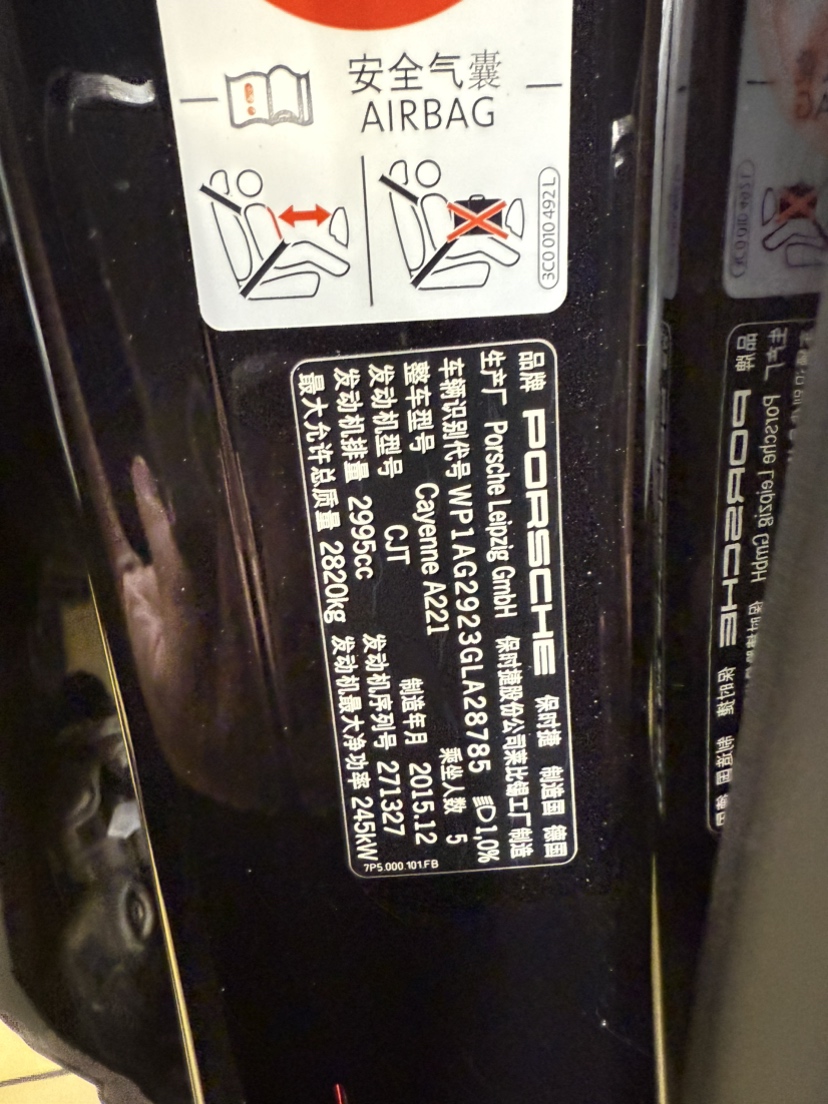 安全气囊
AIRBAG
3C0 010 492 L
品牌 PORSCHE 保时捷 制造国 德国
生产厂 Porsche Leipzig GmbH 保时捷股份公司莱比锡工厂制造
车辆识别代号 WP1AG2923GLA28785 1,0%
整车型号 Cayenne A221 乘坐人数 5
发动机型号 CJT 制造年月 2015.12
发动机排量 2995cc 发动机序列号 271327
最大允许总质量 2820kg 发动机最大净功率 245kW
7P5.000.101.FB